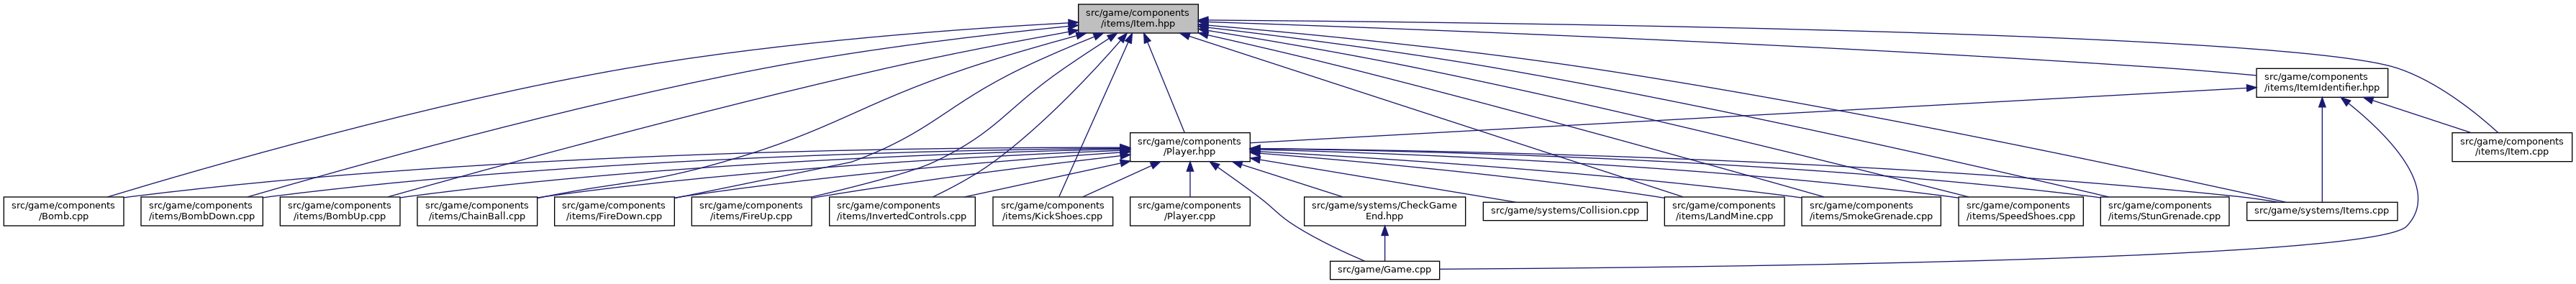 src/game/components
/items/Item.hpp
src/game/components
/items/ItemIdentifier.hpp
src/game/components
/Player.hpp
src/game/components
/items/Item.cpp
src/game/components
/Bomb.cpp
src/game/components
/items/BombDown.cpp
src/game/components
/items/BombUp.cpp
src/game/components
/items/ChainBall.cpp
src/game/components
/items/FireDown.cpp
src/game/components
/items/FireUp.cpp
src/game/components
/items/InvertedControls.cpp
src/game/components
/items/KickShoes.cpp
src/game/components
/Player.cpp
src/game/systems/CheckGame
End.hpp
src/game/systems/Collision.cpp
src/game/components
/items/LandMine.cpp
src/game/components
/items/SmokeGrenade.cpp
src/game/components
/items/SpeedShoes.cpp
src/game/components
/items/StunGrenade.cpp
src/game/systems/Items.cpp
src/game/Game.cpp